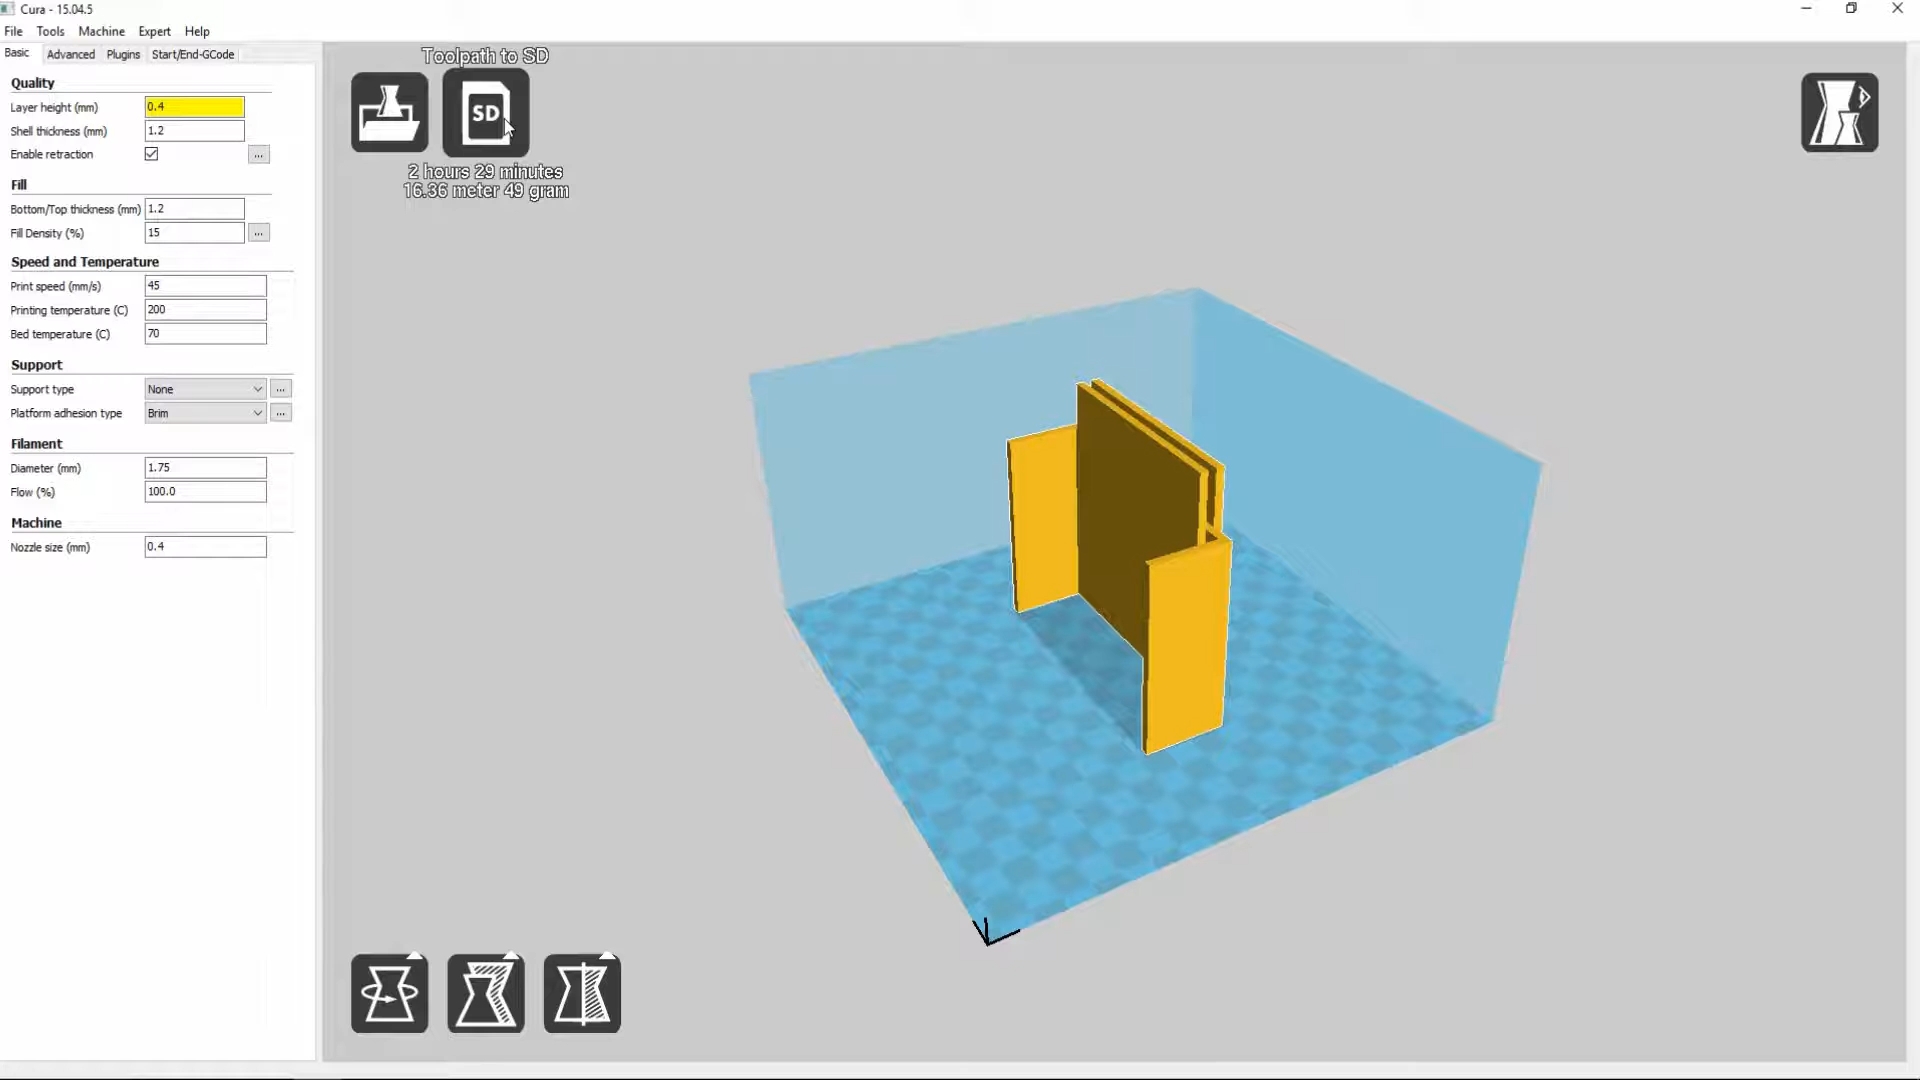 Cura - 15.04.5
File Tools Machine Expert Help
Basic Advanced Plugins Start/End-GCode
Quality
Layer height (mm) 0.4
Shell thickness (mm) 1.2
Enable retraction ...
Fill
Bottom/Top thickness (mm) 1.2
Fill Density (%) 15 ...
Speed and Temperature
Print speed (mm/s) 45
Printing temperature (C) 200
Bed temperature (C) 70
Support
Support type None ...
Platform adhesion type Brim ...
Filament
Diameter (mm) 1.75
Flow (%) 100.0
Machine
Nozzle size (mm) 0.4
Toolpath to SD
SD
2 hours 29 minutes
16.36 meter 49 gram